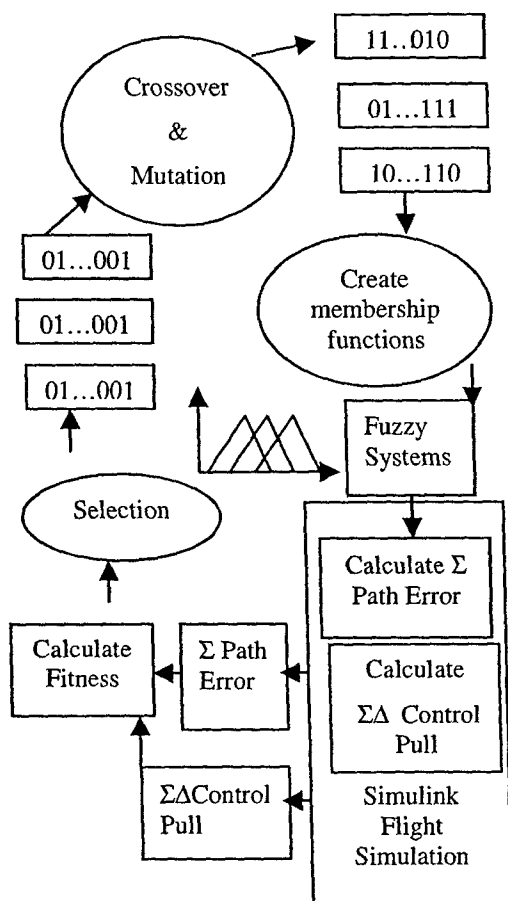 Crossover
&
Mutation
11..010
01...111
10...110
01...001
01...001
01...001
Create
membership
functions
Fuzzy
Systems
Selection
Calculate Σ
Path Error
Calculate
ΣΔ Control
Pull
Simulink
Flight
Simulation
Σ Path
Error
ΣΔControl
Pull
Calculate
Fitness